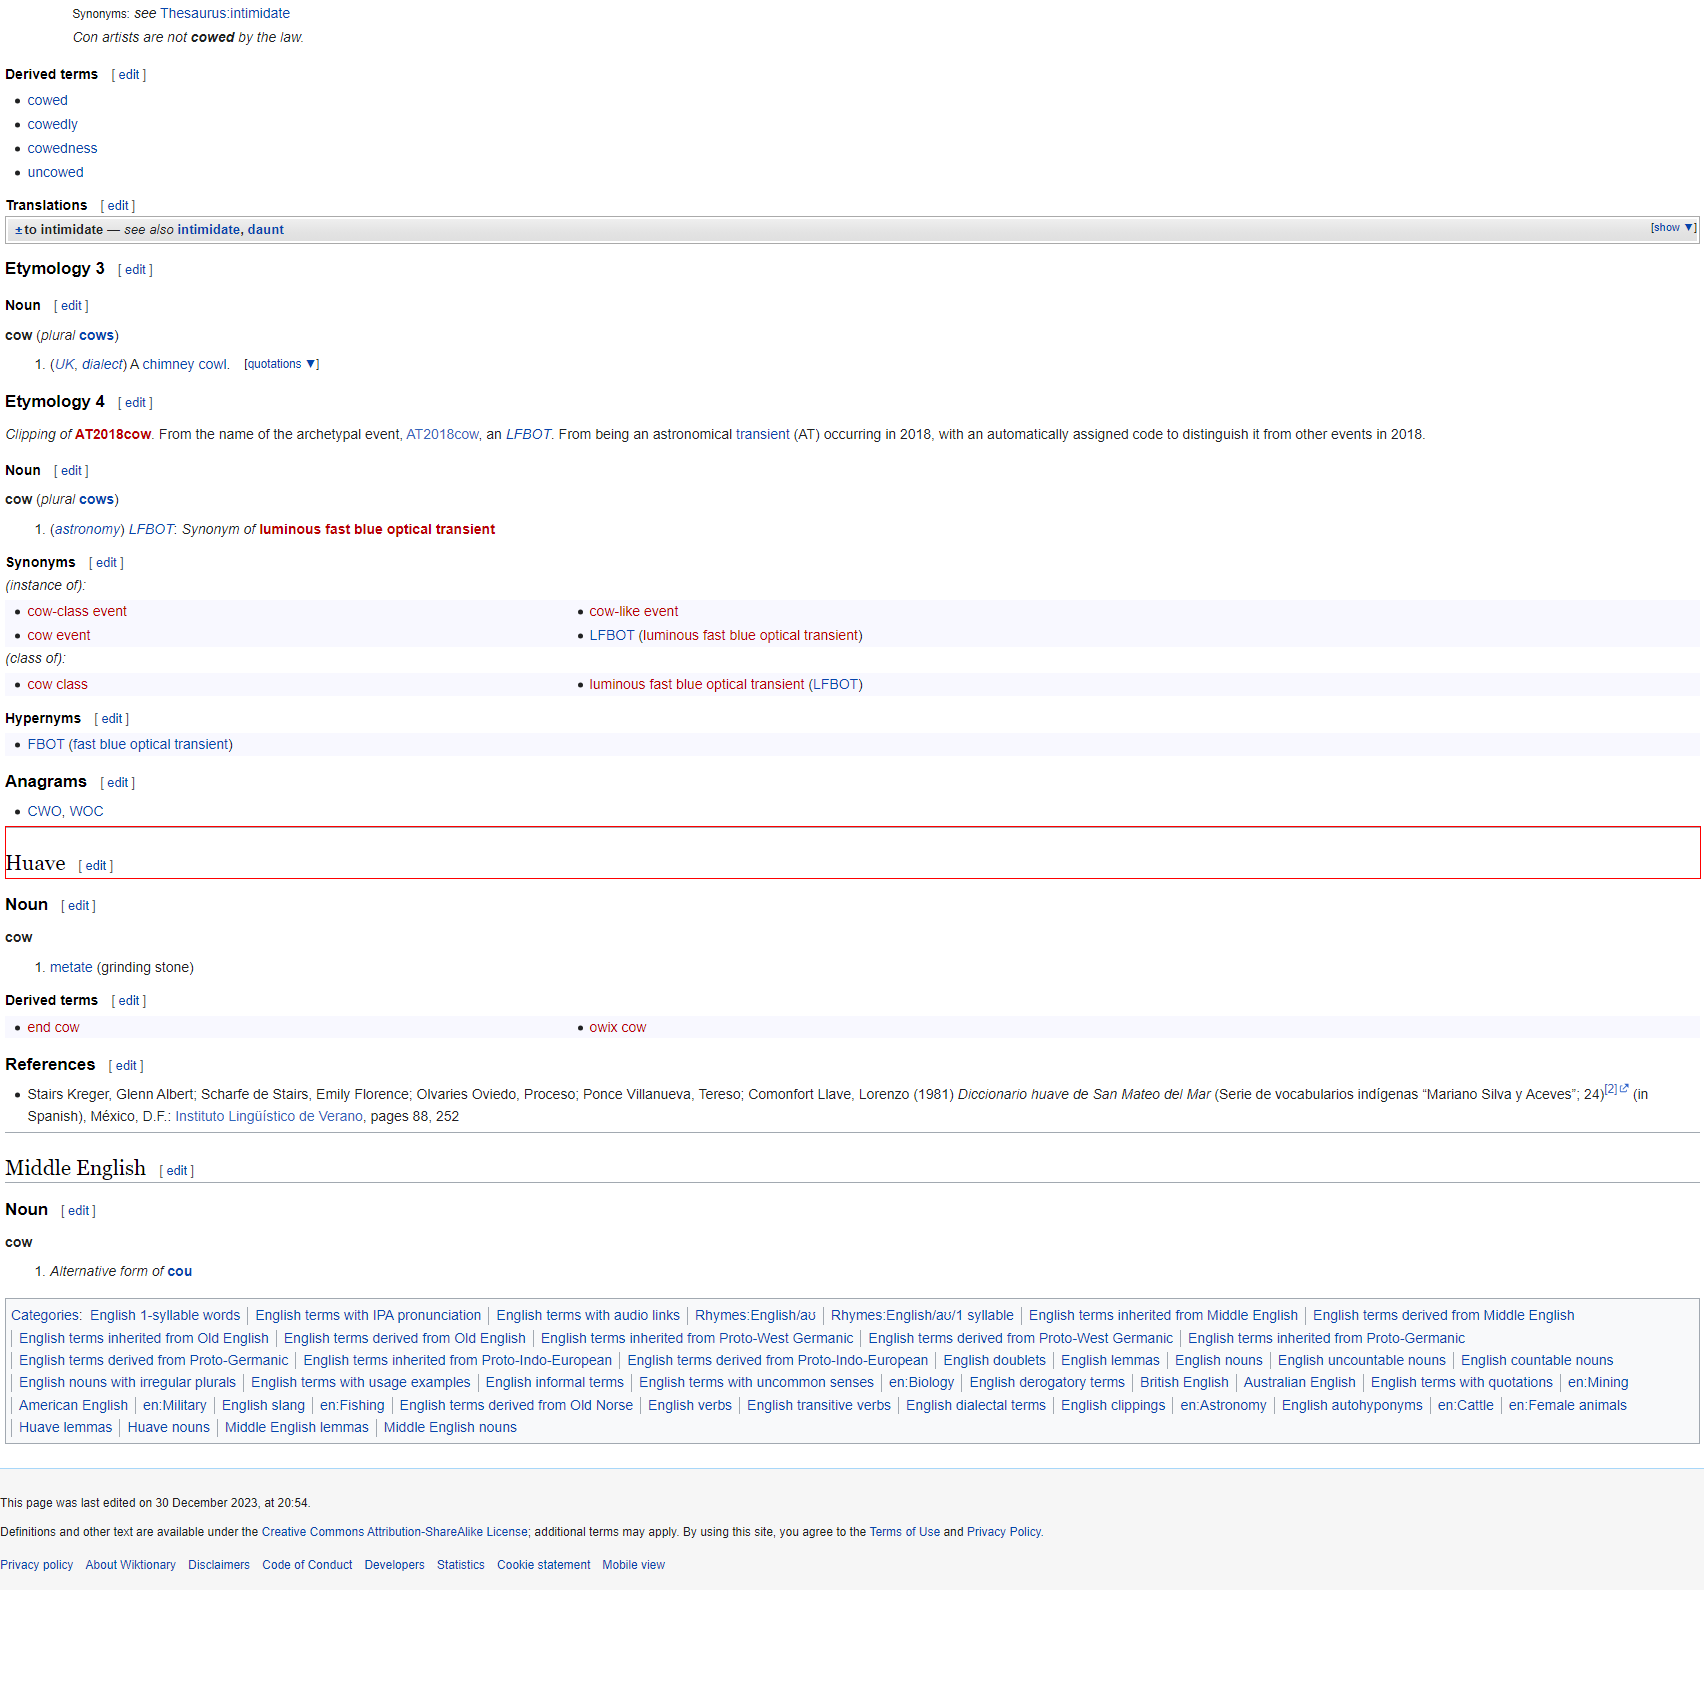 Synonyms: see Thesaurus:intimidate
Con artists are not cowed by the law.
Derived terms [ edit ]
cowed
cowedly
cowedness
uncowed
Translations [ edit ]
±to intimidate — see also intimidate, daunt [show ▼]
Etymology 3 [ edit ]
Noun [ edit ]
cow (plural cows)
1. (UK, dialect) A chimney cowl. [quotations ▼]
Etymology 4 [ edit ]
Clipping of AT2018cow. From the name of the archetypal event, AT2018cow, an LFBOT. From being an astronomical transient (AT) occurring in 2018, with an automatically assigned code to distinguish it from other events in 2018.
Noun [ edit ]
cow (plural cows)
1. (astronomy) LFBOT: Synonym of luminous fast blue optical transient
Synonyms [ edit ]
(instance of):
cow-class event
cow event
cow-like event
LFBOT (luminous fast blue optical transient)
(class of):
cow class
luminous fast blue optical transient (LFBOT)
Hypernyms [ edit ]
FBOT (fast blue optical transient)
Anagrams [ edit ]
CWO, WOC
Huave [ edit ]
Noun [ edit ]
cow
1. metate (grinding stone)
Derived terms [ edit ]
end cow
owix cow
References [ edit ]
Stairs Kreger, Glenn Albert; Scharfe de Stairs, Emily Florence; Olvaries Oviedo, Proceso; Ponce Villanueva, Tereso; Comonfort Llave, Lorenzo (1981) Diccionario huave de San Mateo del Mar (Serie de vocabularios indígenas “Mariano Silva y Aceves”; 24)[2] (in
Spanish), México, D.F.: Instituto Lingüístico de Verano, pages 88, 252
Middle English [ edit ]
Noun [ edit ]
cow
1. Alternative form of cou
Categories: English 1-syllable words | English terms with IPA pronunciation | English terms with audio links | Rhymes:English/aʊ | Rhymes:English/aʊ/1 syllable | English terms inherited from Middle English | English terms derived from Middle English
| English terms inherited from Old English | English terms derived from Old English | English terms inherited from Proto-West Germanic | English terms derived from Proto-West Germanic | English terms inherited from Proto-Germanic
| English terms derived from Proto-Germanic | English terms inherited from Proto-Indo-European | English terms derived from Proto-Indo-European | English doublets | English lemmas | English nouns | English uncountable nouns | English countable nouns
| English nouns with irregular plurals | English terms with usage examples | English informal terms | English terms with uncommon senses | en:Biology | English derogatory terms | British English | Australian English | English terms with quotations | en:Mining
| American English | en:Military | English slang | en:Fishing | English terms derived from Old Norse | English verbs | English transitive verbs | English dialectal terms | English clippings | en:Astronomy | English autohyponyms | en:Cattle | en:Female animals
| Huave lemmas | Huave nouns | Middle English lemmas | Middle English nouns
This page was last edited on 30 December 2023, at 20:54.
Definitions and other text are available under the Creative Commons Attribution-ShareAlike License; additional terms may apply. By using this site, you agree to the Terms of Use and Privacy Policy.
Privacy policy About Wiktionary Disclaimers Code of Conduct Developers Statistics Cookie statement Mobile view